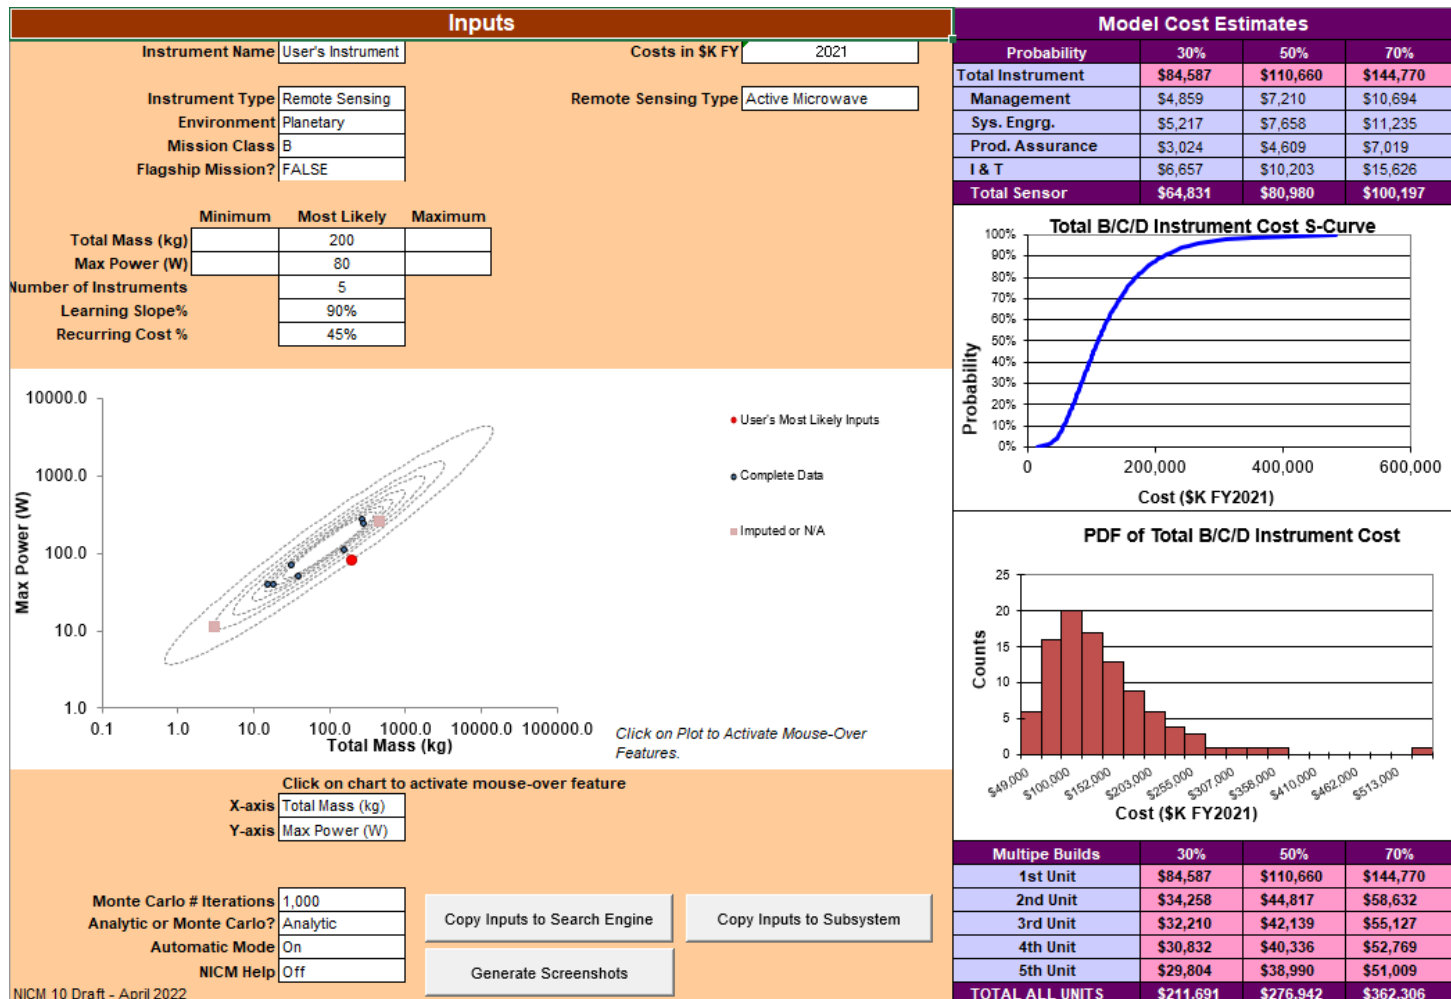 Inputs
Instrument Name User's Instrument Costs in $K FY 2021
Instrument Type Remote Sensing Remote Sensing Type Active Microwave
Environment Planetary
Mission Class B
Flagship Mission? FALSE
Minimum Most Likely Maximum
Total Mass (kg) 200
Max Power (W) 80
Number of Instruments 5
Learning Slope% 90%
Recurring Cost % 45%
10000.0
1000.0
100.0
10.0
1.0
Max Power (W)
0.1 1.0 10.0 100.0 1000.0 10000.0 100000.0
Total Mass (kg)
User's Most Likely Inputs
Complete Data
Imputed or N/A
Click on Plot to Activate Mouse-Over
Features.
Click on chart to activate mouse-over feature
X-axis Total Mass (kg)
Y-axis Max Power (W)
Monte Carlo # Iterations 1,000
Analytic or Monte Carlo? Analytic
Automatic Mode On
NICM Help Off
Copy Inputs to Search Engine
Copy Inputs to Subsystem
Generate Screenshots
NICM 10 Draft - April 2022
Model Cost Estimates
Probability 30% 50% 70%
Total Instrument $84,587 $110,660 $144,770
Management $4,859 $7,210 $10,694
Sys. Engrg. $5,217 $7,658 $11,235
Prod. Assurance $3,024 $4,609 $7,019
I & T $6,657 $10,203 $15,626
Total Sensor $64,831 $80,980 $100,197
Total B/C/D Instrument Cost S-Curve
100%
90%
80%
70%
60%
50%
40%
30%
20%
10%
0%
Probability
0 200,000 400,000 600,000
Cost ($K FY2021)
PDF of Total B/C/D Instrument Cost
25
20
15
10
5
0
Counts
$49,000 $100,000 $152,000 $203,000 $255,000 $307,000 $358,000 $410,000 $462,000 $513,000
Cost ($K FY2021)
Multipe Builds 30% 50% 70%
1st Unit $84,587 $110,660 $144,770
2nd Unit $34,258 $44,817 $58,632
3rd Unit $32,210 $42,139 $55,127
4th Unit $30,832 $40,336 $52,769
5th Unit $29,804 $38,990 $51,009
TOTAL ALL UNITS $211,691 $276,942 $362,306